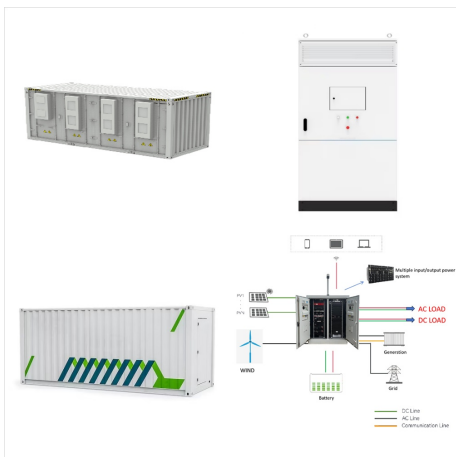 Multiple input/output power
system
PV1
PVn
AC LOAD
DC LOAD
WIND
Generation
Grid
Battery
DC Line
AC Line
Communication Line